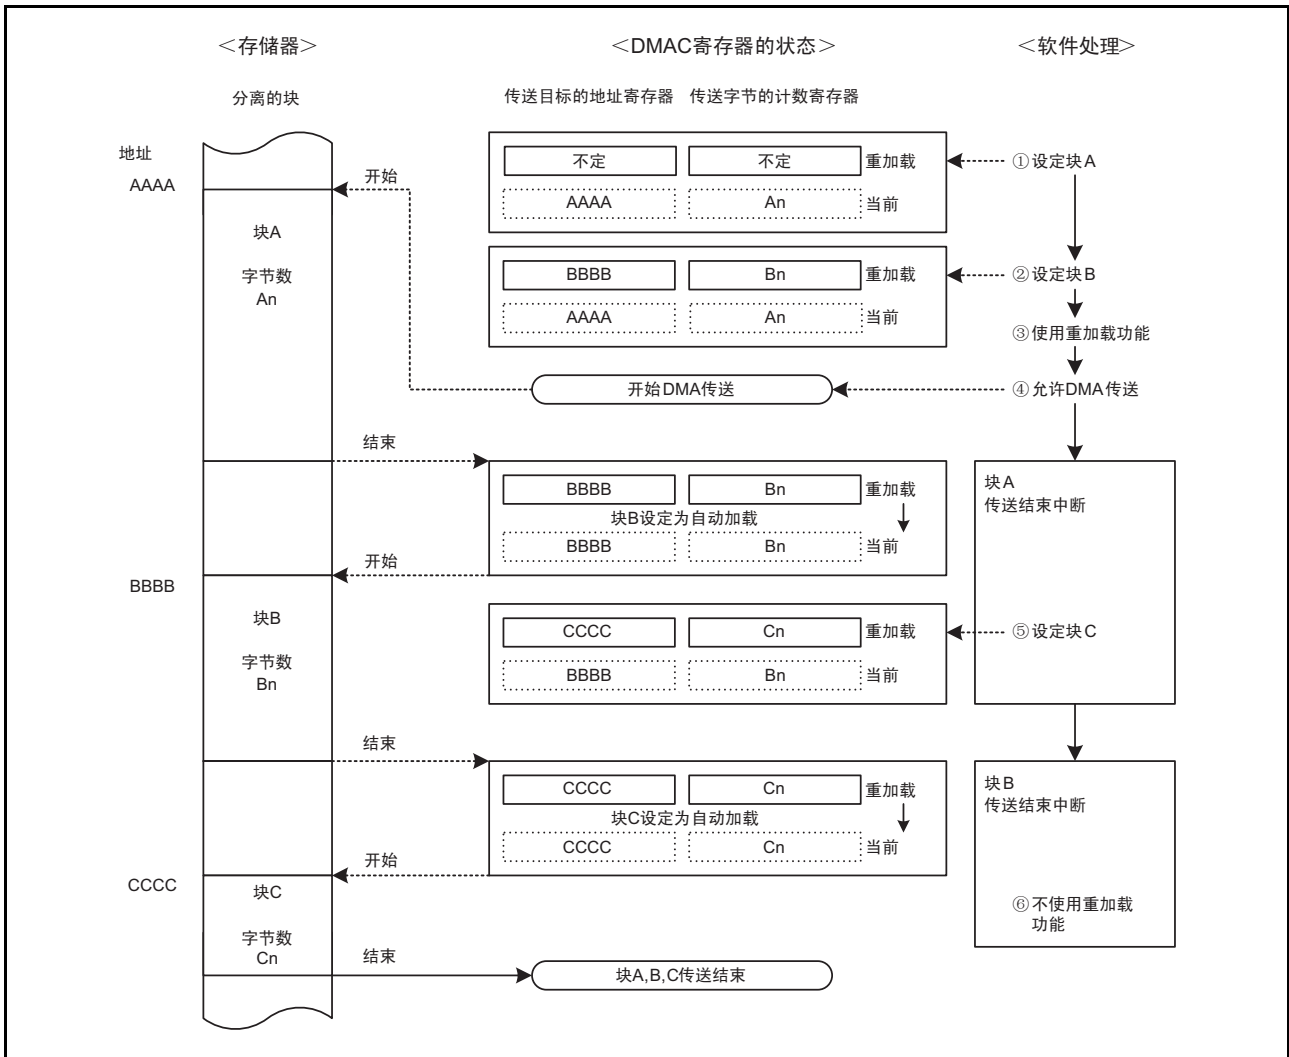 ＜存储器＞
＜DMAC寄存器的状态＞
＜软件处理＞
分离的块
传送目标的地址寄存器
传送字节的计数寄存器
地址
AAAA
开始
不定
不定
重加载
①设定块A
AAAA
An
当前
块A
字节数
An
BBBB
Bn
重加载
②设定块B
AAAA
An
当前
③使用重加载功能
开始DMA传送
④允许DMA传送
结束
BBBB
Bn
重加载
块B设定为自动加载
BBBB
Bn
当前
块A
传送结束中断
开始
BBBB
块B
字节数
Bn
CCCC
Cn
重加载
⑤设定块C
BBBB
Bn
当前
结束
CCCC
Cn
重加载
块C设定为自动加载
CCCC
Cn
当前
块B
传送结束中断
开始
CCCC
块C
字节数
Cn
⑥不使用重加载
功能
结束
块A,B,C传送结束